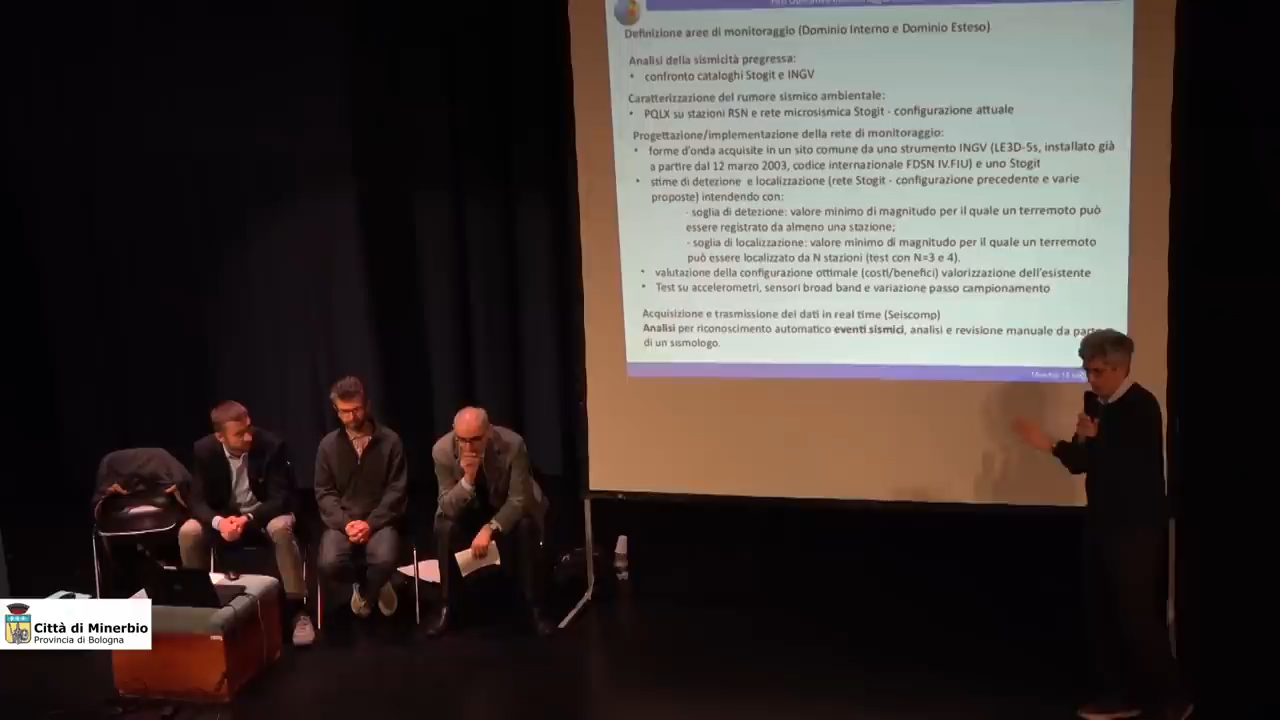 Definizione aree di monitoraggio (Dominio Interno e Dominio Esteso)
Analisi della sismicità pregressa:
• confronto cataloghi Stogit e INGV
Caratterizzazione del rumore sismico ambientale:
• PQLX su stazioni RSN e rete microsismica Stogit - configurazione attuale
Progettazione/implementazione della rete di monitoraggio:
• forme d'onda acquisite in un sito comune da uno strumento INGV (LE3D-5s, installato già
a partire dal 12 marzo 2003, codice internazionale FDSN IV.FIU) e uno Stogit
• stime di detezione e localizzazione (rete Stogit - configurazione precedente e varie
proposte) intendendo con:
- soglia di detezione: valore minimo di magnitudo per il quale un terremoto può
essere registrato da almeno una stazione;
- soglia di localizzazione: valore minimo di magnitudo per il quale un terremoto
può essere localizzato da N stazioni (test con N=3 e 4).
• valutazione della configurazione ottimale (costi/benefici) valorizzazione dell'esistente
• Test su accelerometri, sensori broad band e variazione passo campionamento
Acquisizione e trasmissione dei dati in real time (Seiscomp)
Analisi per riconoscimento automatico eventi sismici, analisi e revisione manuale da parte
di un sismologo.
Città di Minerbio
Provincia di Bologna